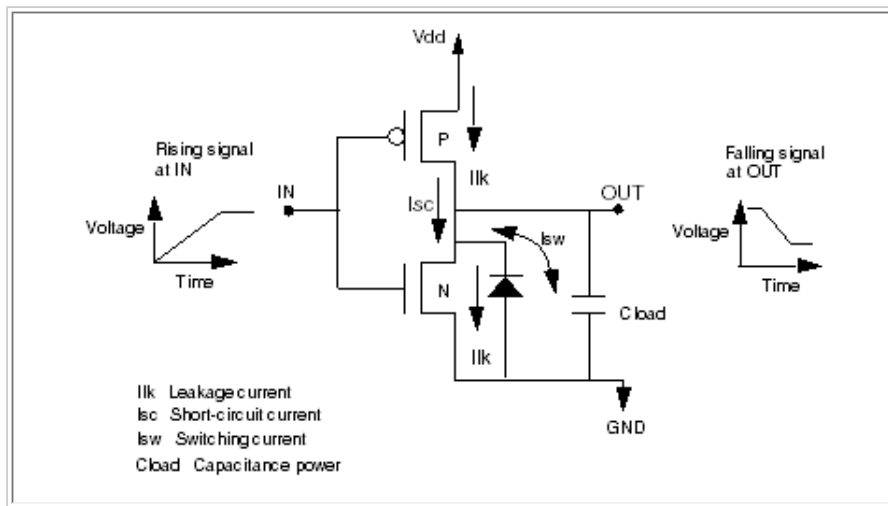 Vdd
P
Rising signal
at IN
Ilk
Falling signal
at OUT
IN
OUT
Isc
Voltage
Isw
Voltage
Time
N
Time
Cload
Ilk
Ilk Leakage current
Isc Short-circuit current
Isw Switching current
Cload Capacitance power
GND